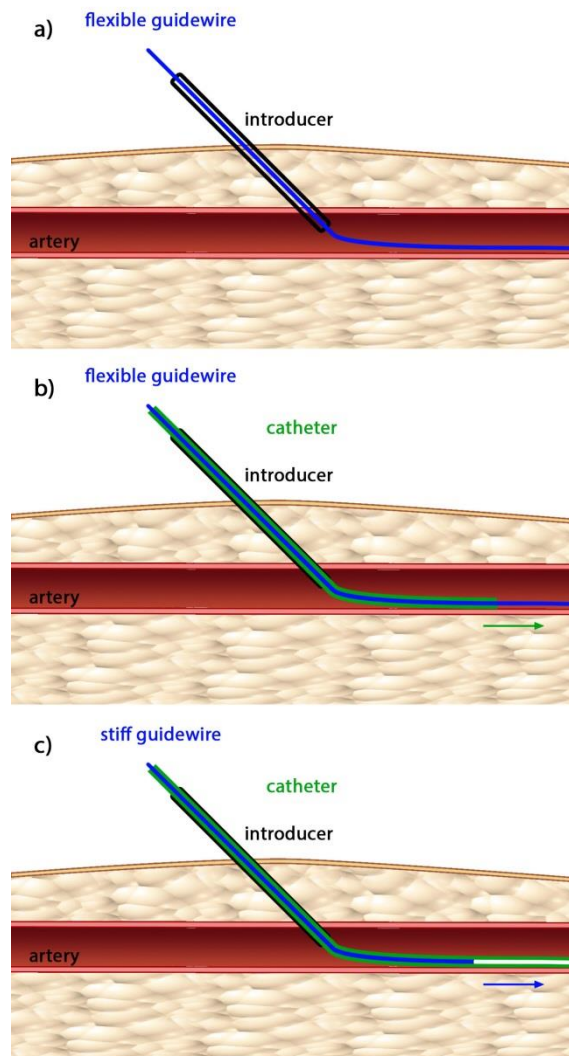 a)
flexible guidewire
introducer
artery
b)
flexible guidewire
catheter
introducer
artery
c)
stiff guidewire
catheter
introducer
artery